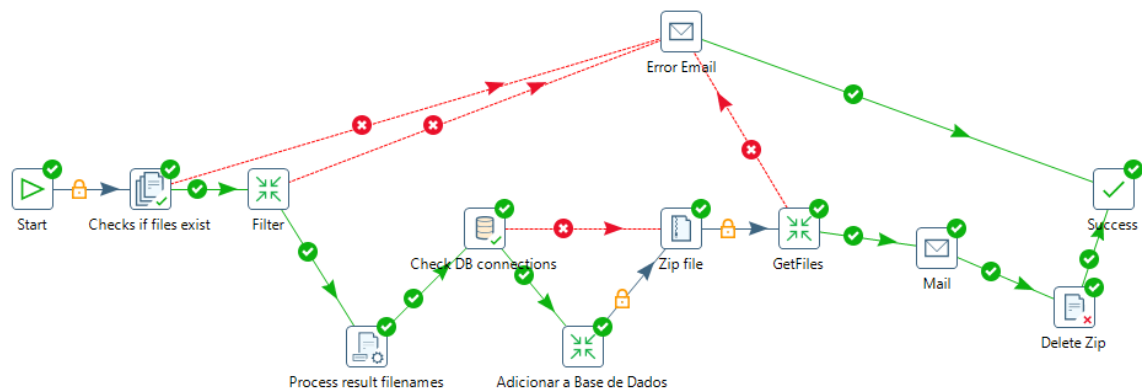 Error Email
Start
Checks if files exist
Filter
Check DB connections
Zip file
GetFiles
Mail
Success
Process result filenames
Adicionar a Base de Dados
Delete Zip